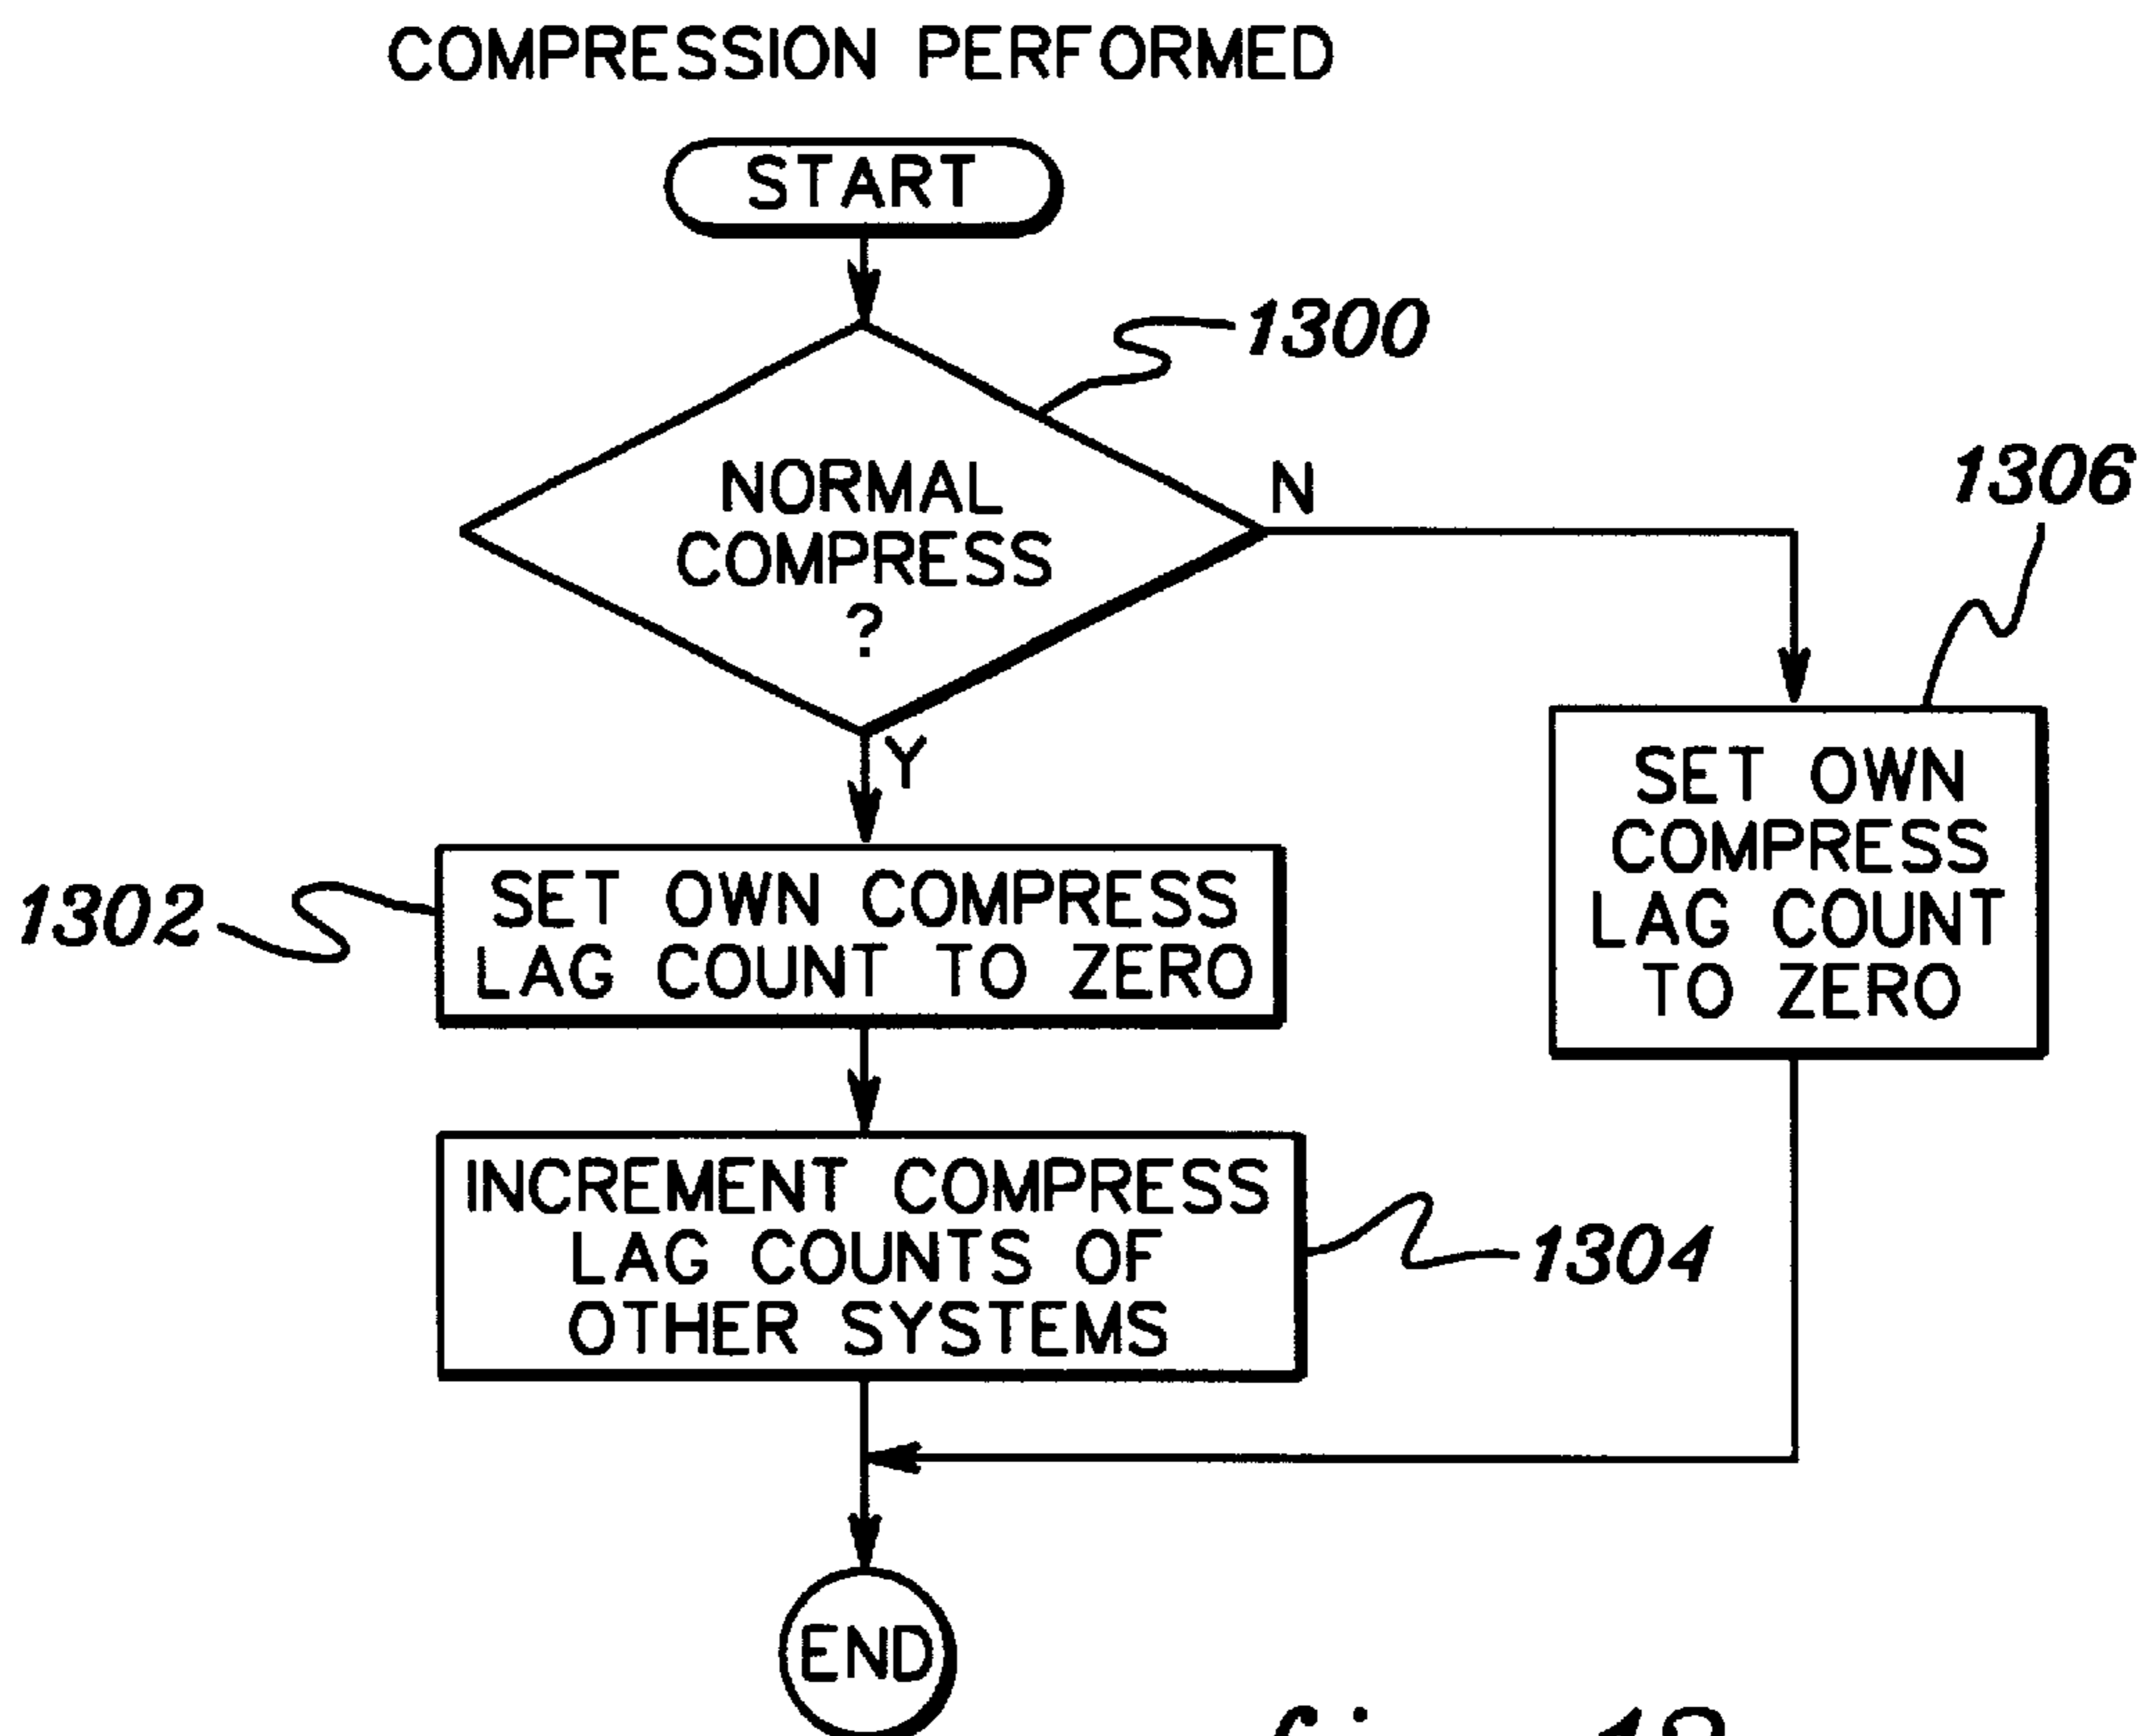 COMPRESSION PERFORMED
START
1300
NORMAL
COMPRESS
?
N
1306
Y
SET OWN
COMPRESS
LAG COUNT
TO ZERO
1302
SET OWN COMPRESS
LAG COUNT TO ZERO
INCREMENT COMPRESS
LAG COUNTS OF
OTHER SYSTEMS
1304
END